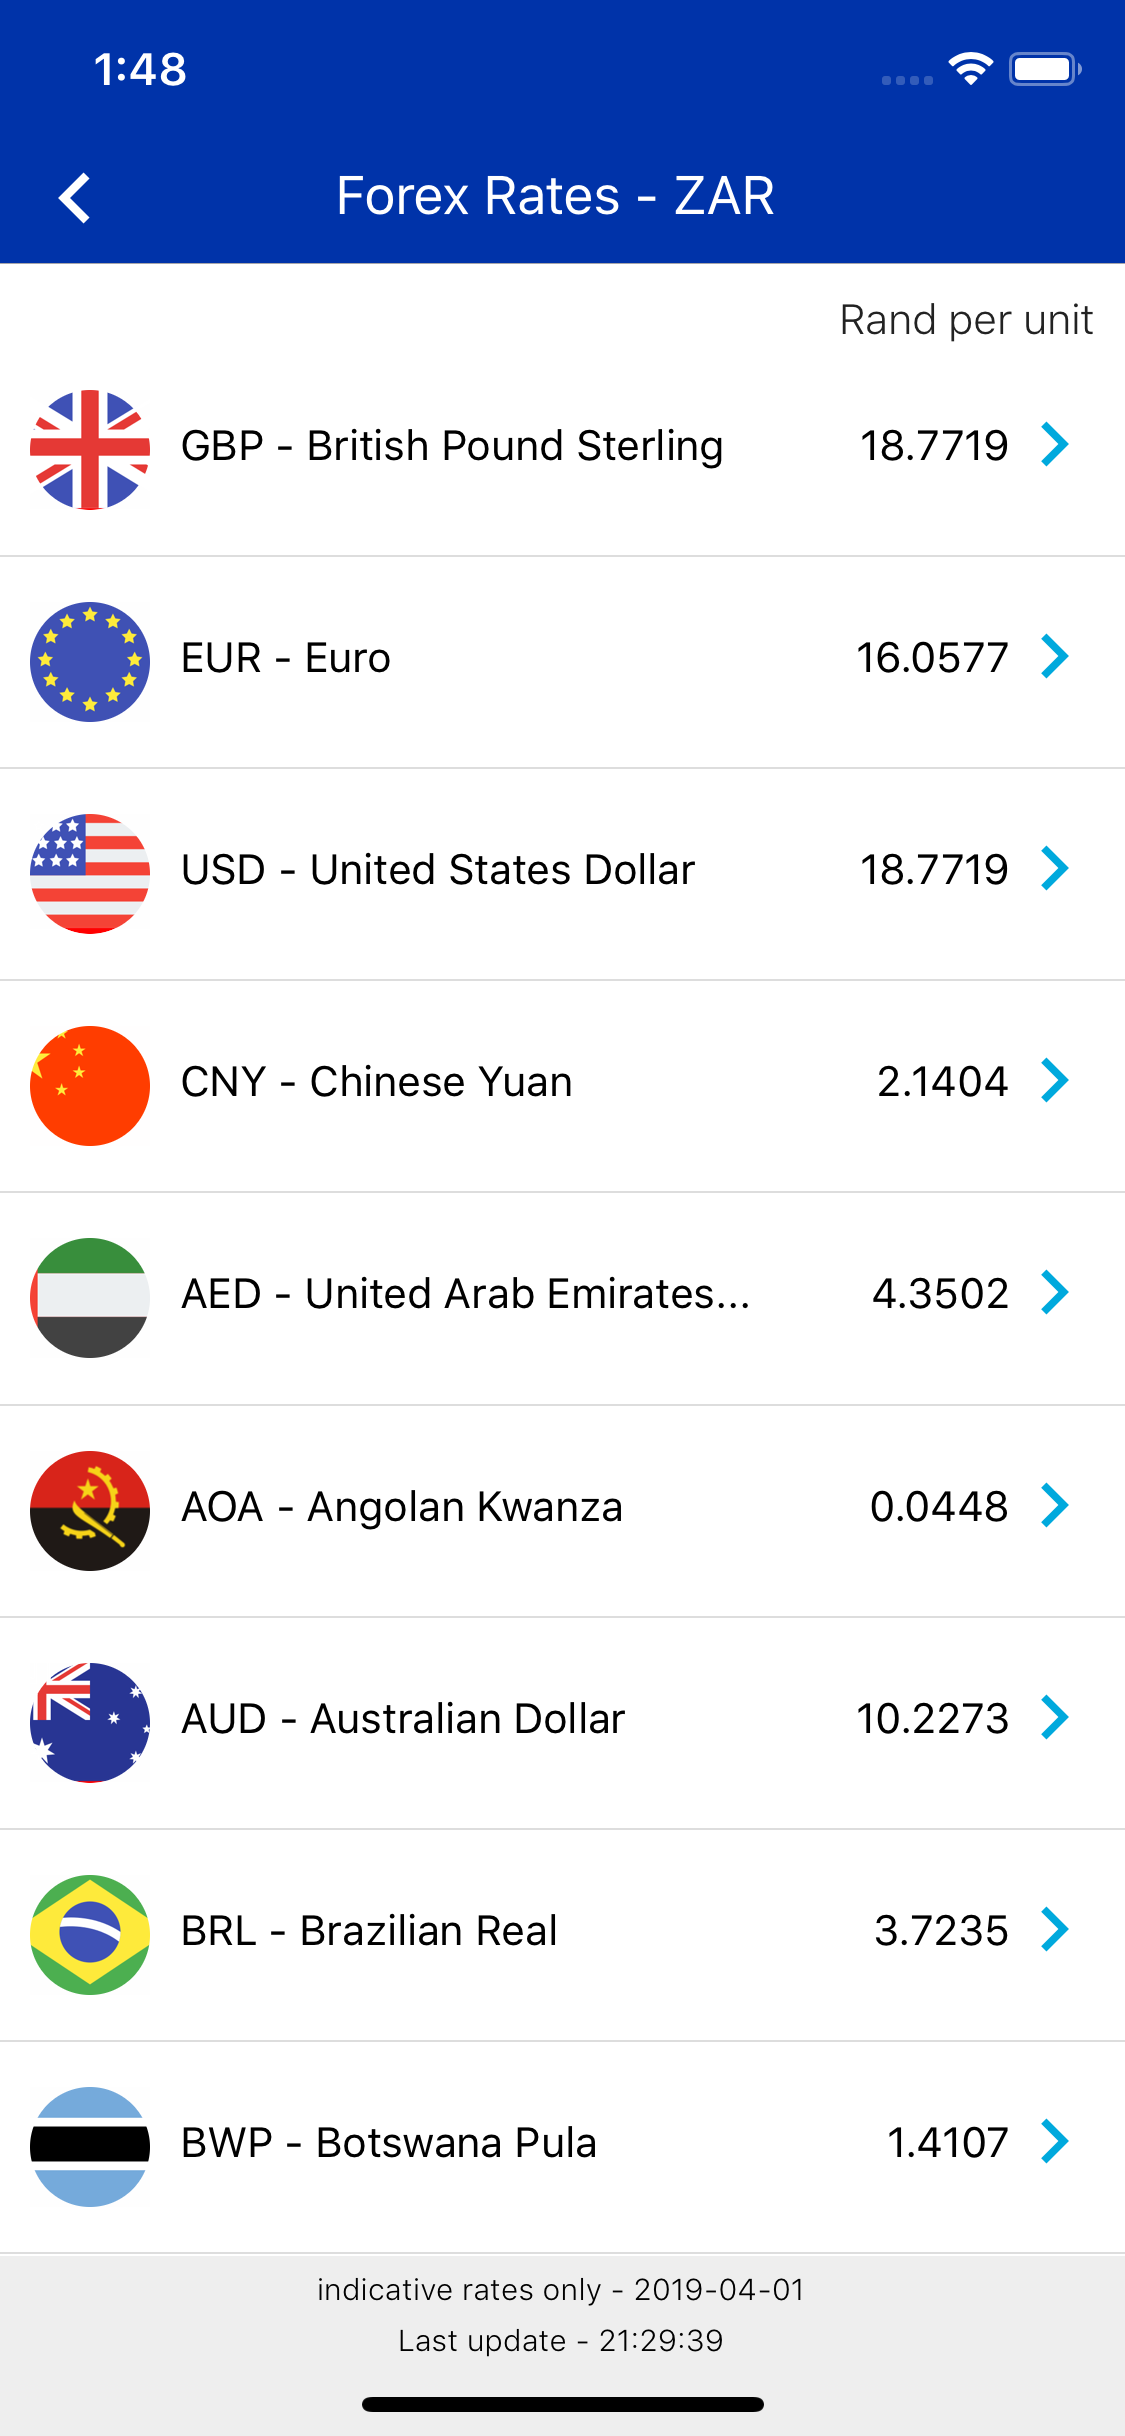 1:48
Forex Rates - ZAR
Rand per unit
GBP - British Pound Sterling 18.7719
EUR - Euro 16.0577
USD - United States Dollar 18.7719
CNY - Chinese Yuan 2.1404
AED - United Arab Emirates... 4.3502
AOA - Angolan Kwanza 0.0448
AUD - Australian Dollar 10.2273
BRL - Brazilian Real 3.7235
BWP - Botswana Pula 1.4107
indicative rates only - 2019-04-01
Last update - 21:29:39